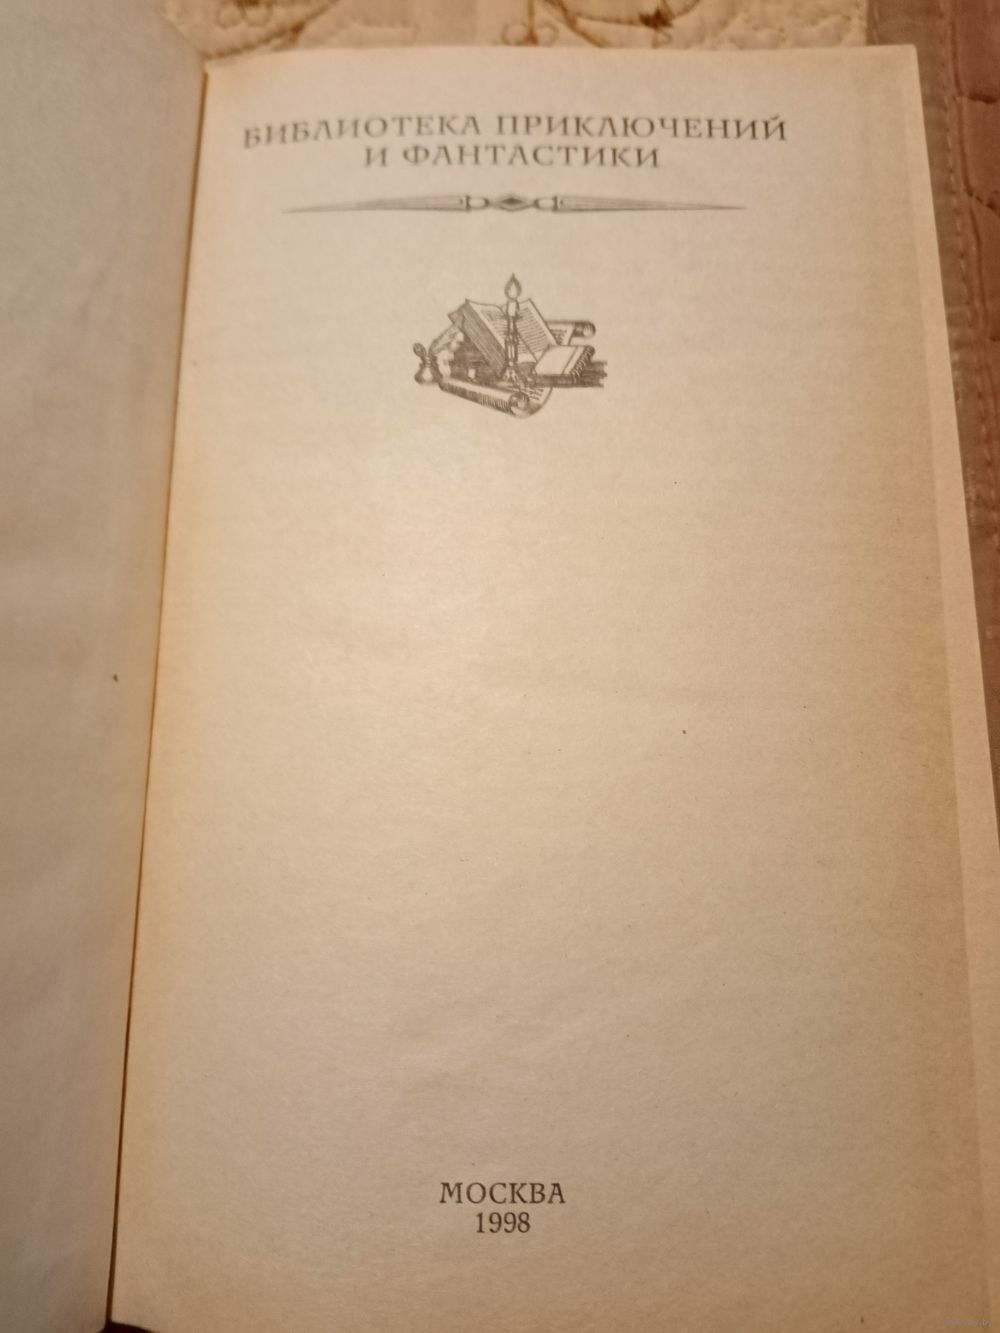 БИБЛИОТЕКА ПРИКЛЮЧЕНИЙ
И ФАНТАСТИКИ
МОСКВА
1998